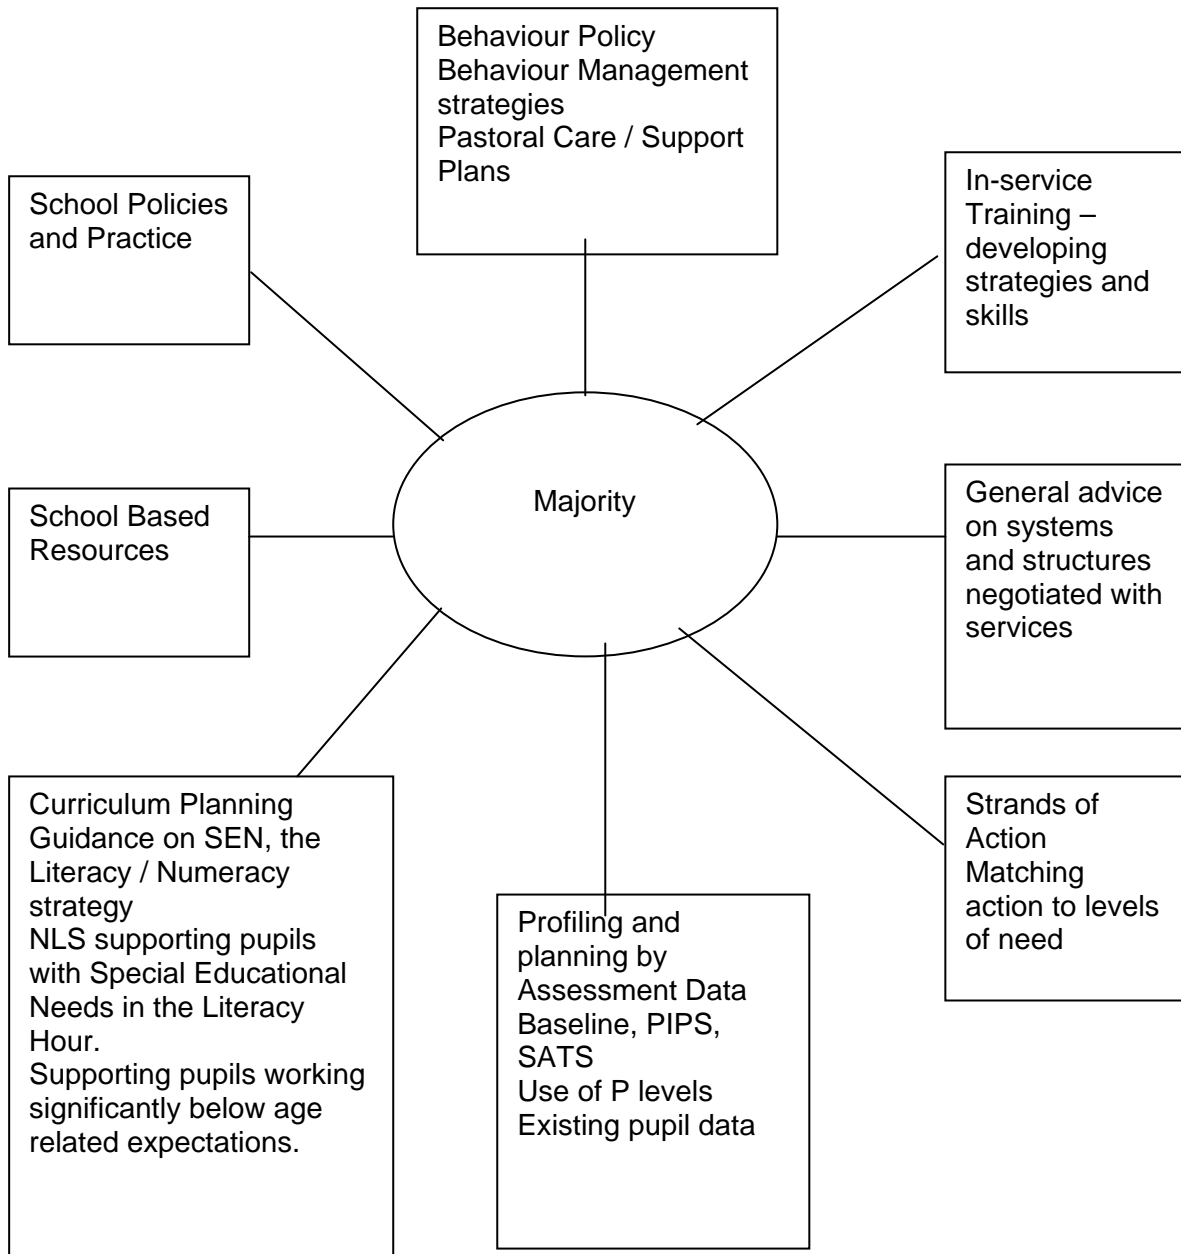 Behaviour Policy
Behaviour Management
strategies
Pastoral Care / Support
Plans
School Policies
and Practice
In-service
Training –
developing
strategies and
skills
Majority
School Based
Resources
General advice
on systems
and structures
negotiated with
services
Curriculum Planning
Guidance on SEN, the
Literacy / Numeracy
strategy
NLS supporting pupils
with Special Educational
Needs in the Literacy
Hour.
Supporting pupils working
significantly below age
related expectations.
Profiling and
planning by
Assessment Data
Baseline, PIPS,
SATS
Use of P levels
Existing pupil data
Strands of
Action
Matching
action to levels
of need